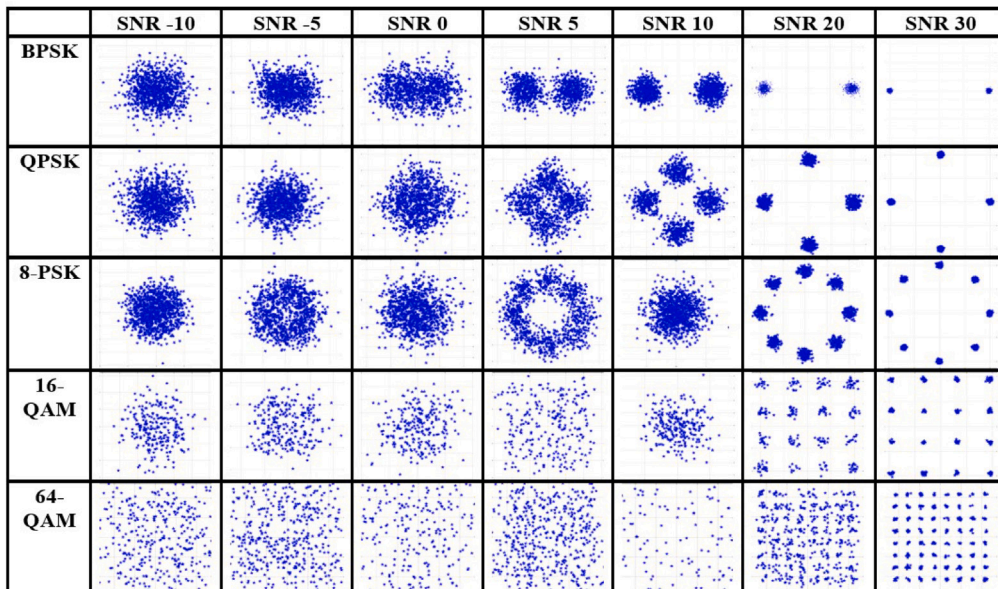 SNR -10 SNR -5 SNR 0 SNR 5 SNR 10 SNR 20 SNR 30
BPSK
QPSK
8-PSK
16-
QAM
64-
QAM